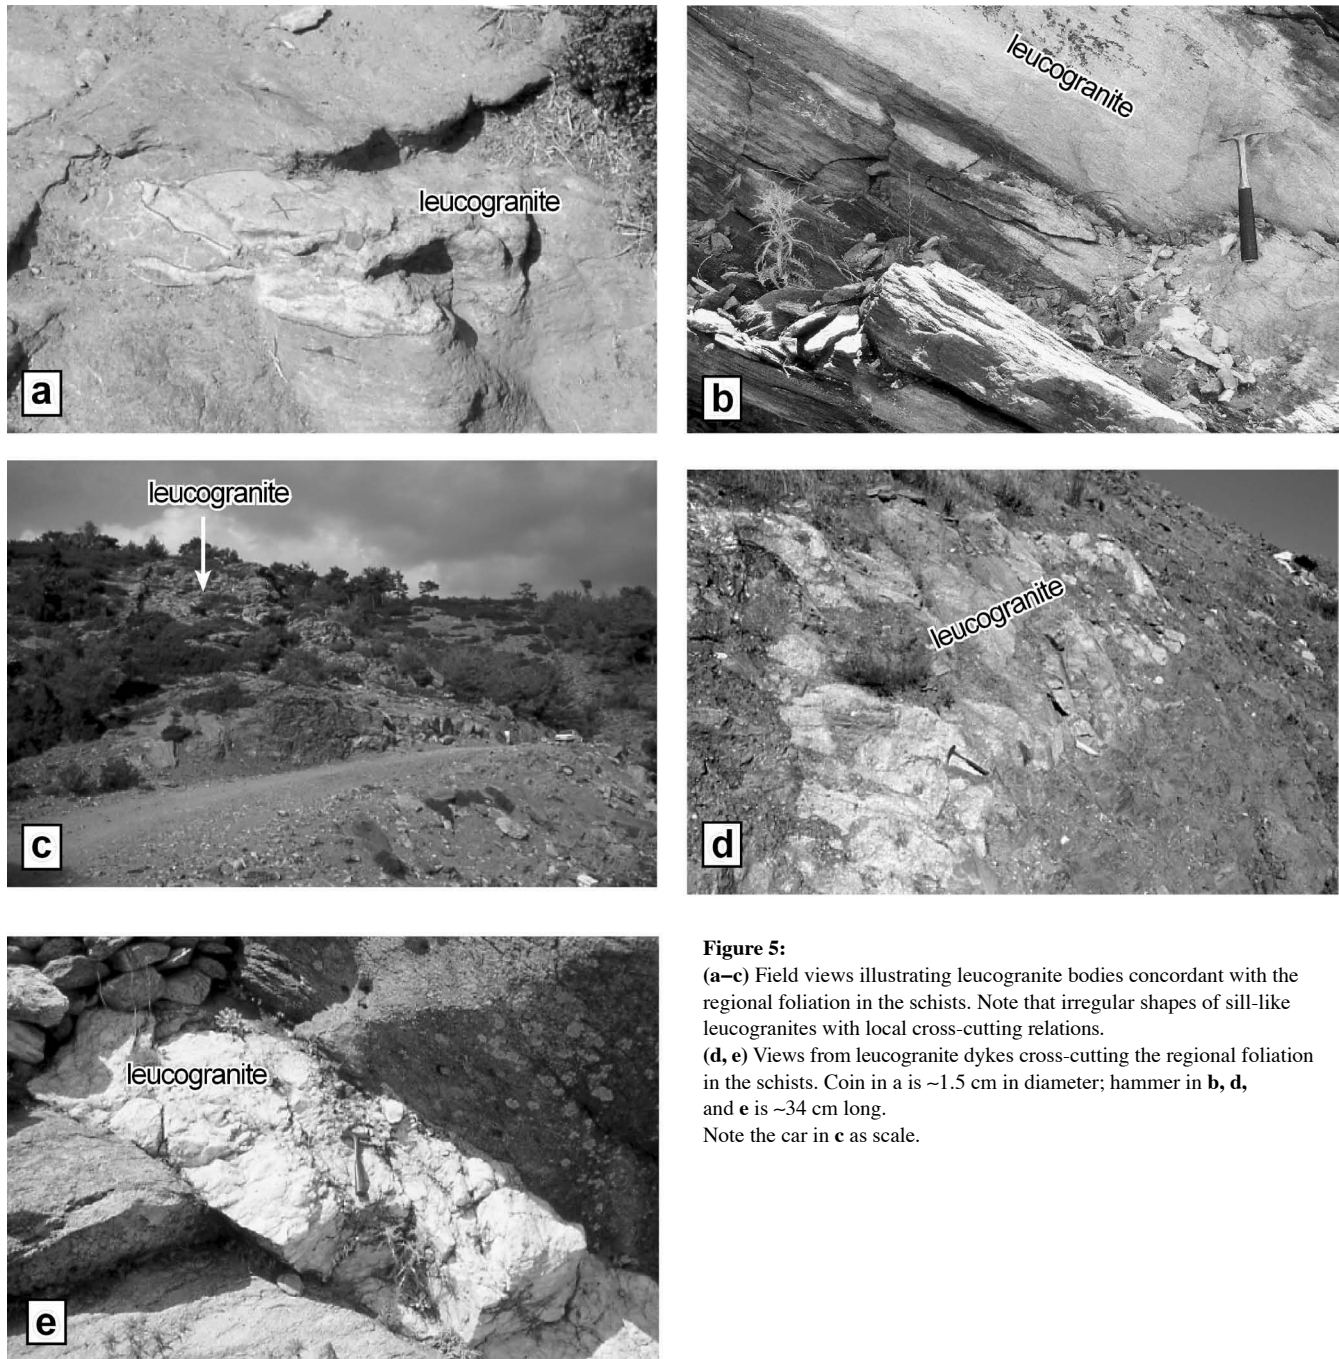 leucogranite
a
leucogranite
b
leucogranite
c
leucogranite
d
leucogranite
e
Figure 5:
(a–c) Field views illustrating leucogranite bodies concordant with the
regional foliation in the schists. Note that irregular shapes of sill-like
leucogranites with local cross-cutting relations.
(d, e) Views from leucogranite dykes cross-cutting the regional foliation
in the schists. Coin in a is ~1.5 cm in diameter; hammer in b, d,
and e is ~34 cm long.
Note the car in c as scale.